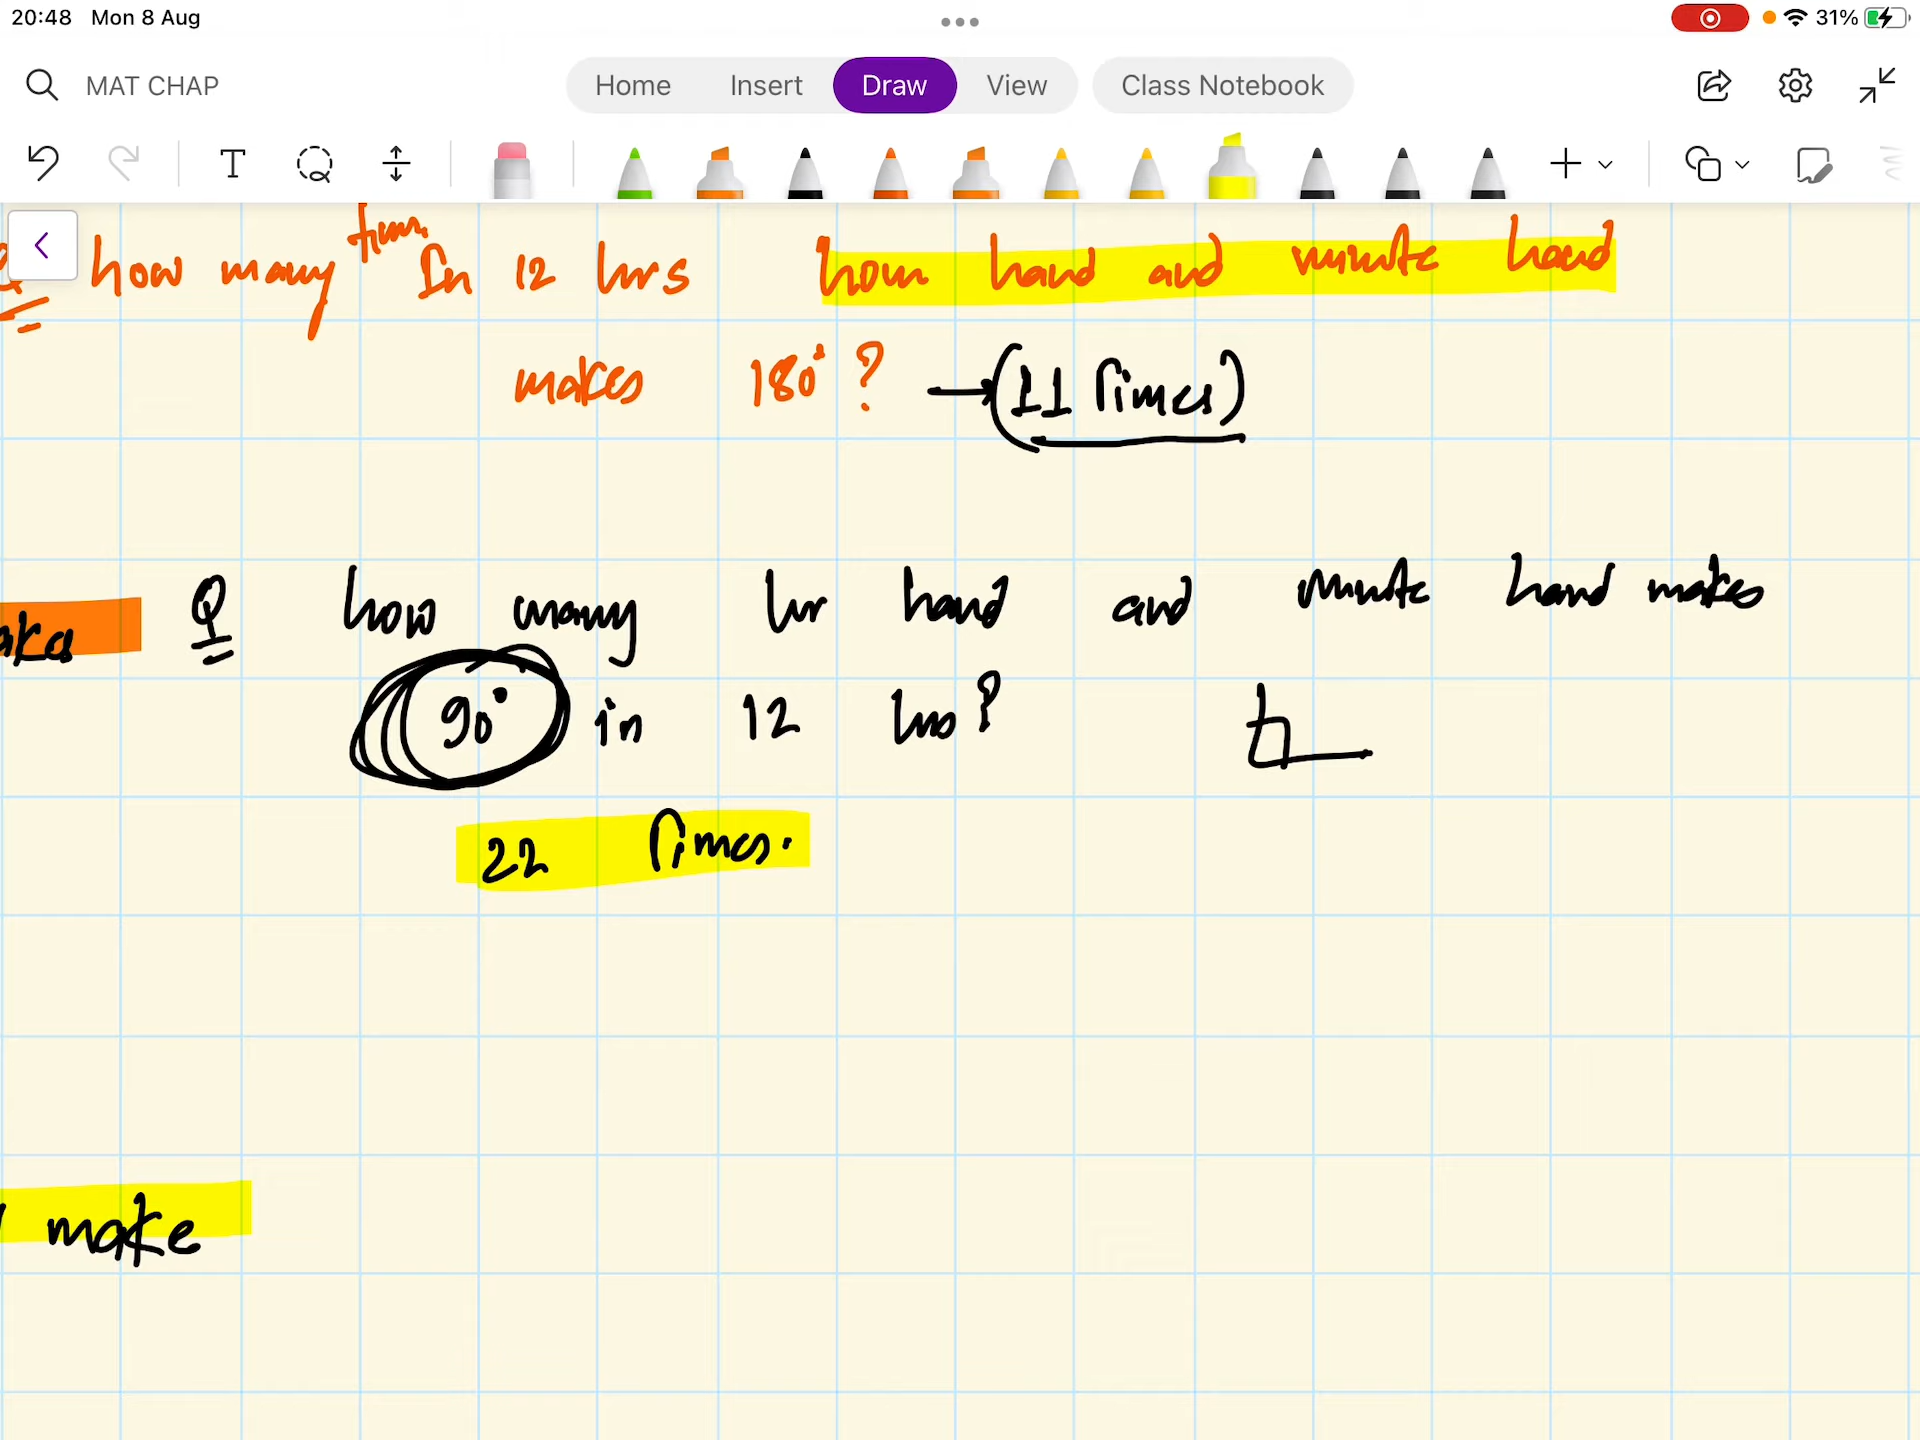 20:48 Mon 8 Aug 31%
MAT CHAP Home Insert Draw View Class Notebook
T
Q how many times In 12 hrs hour hand and minute hand
makes 180° ? → (11 Times)
akes Q how many hr hand and minute hand makes
90° in 12 hrs?
22 Times.
make